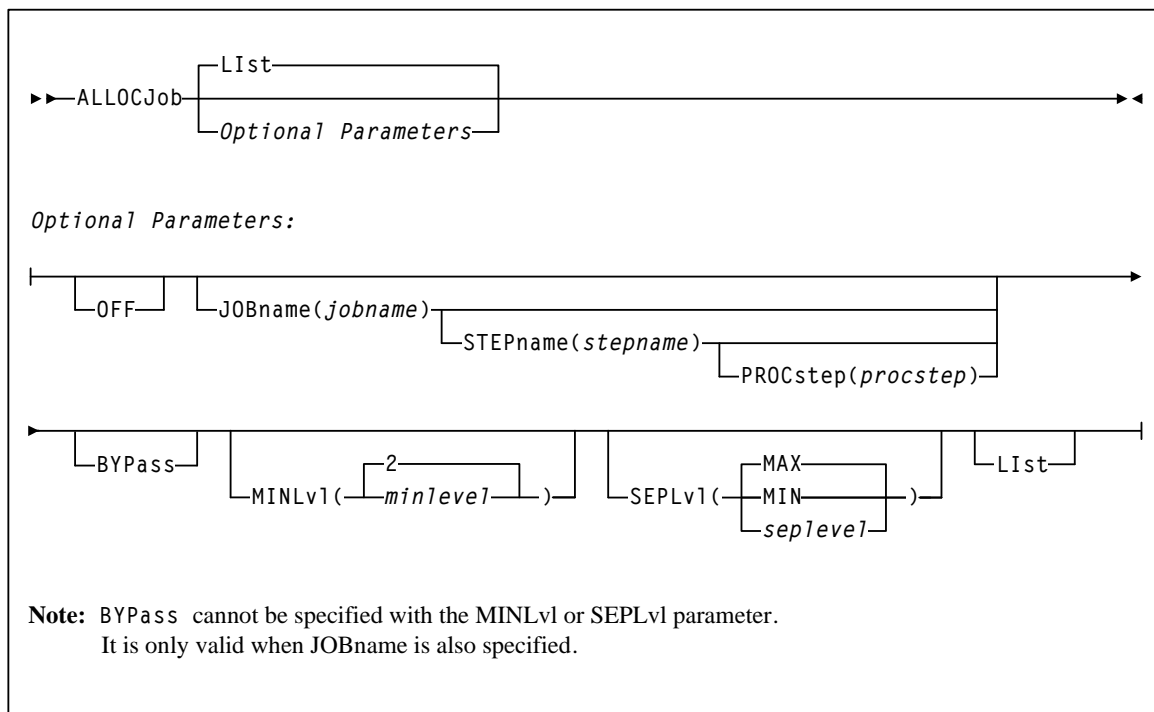 LIst
ALLOCJob
Optional Parameters
Optional Parameters:
OFF JOBname(jobname)
STEPname(stepname)
PROCstep(procstep)
BYPass 2 MAX LIst
MINLvl( minlevel ) SEPLvl( MIN )
seplevel
Note: BYPass cannot be specified with the MINLvl or SEPLvl parameter.
It is only valid when JOBname is also specified.